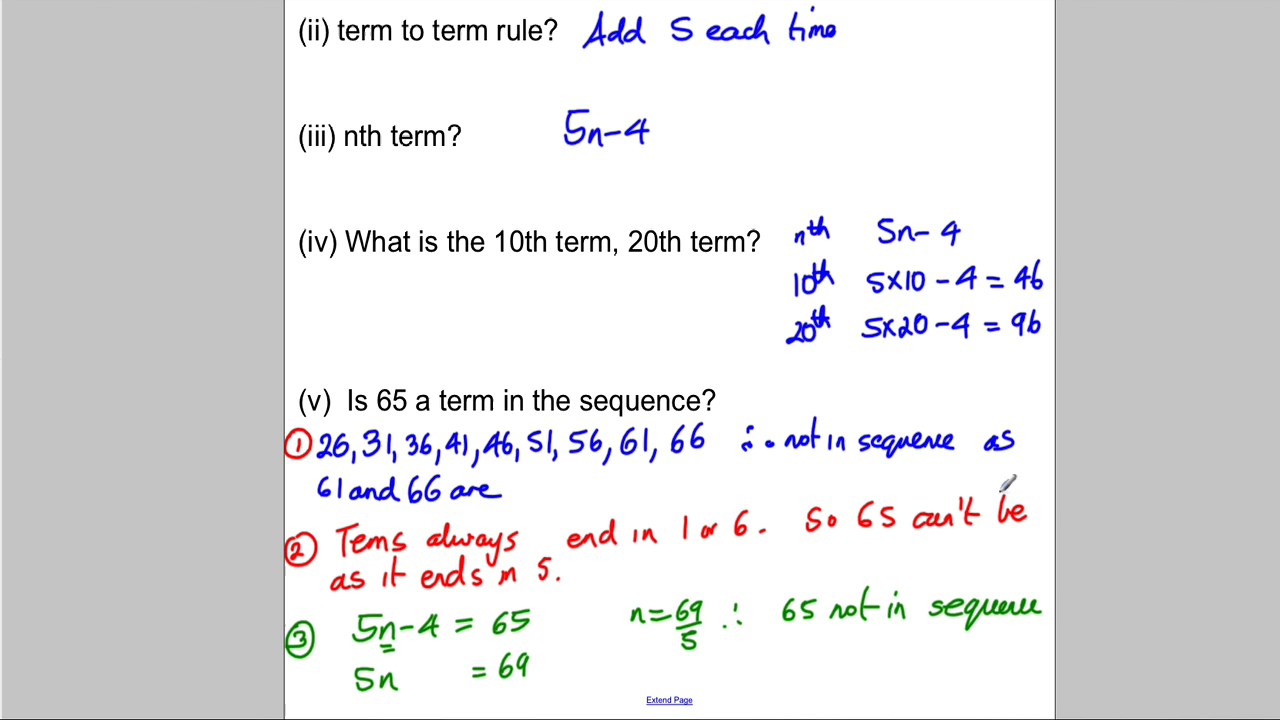 (ii) term to term rule? Add 5 each time
(iii) nth term? 5n-4
(iv) What is the 10th term, 20th term? nth 5n-4
10th 5×10-4=46
20th 5×20-4=96
(v) Is 65 a term in the sequence?
① 26, 31, 36, 41, 46, 51, 56, 61, 66 ∴ not in sequence as
61 and 66 are
② Tems always end in 1 or 6. So 65 can't be
as it ends in 5.
③ 5n-4 = 65 n=69/5 ∴ 65 not in sequence
5n = 69
Extend Page